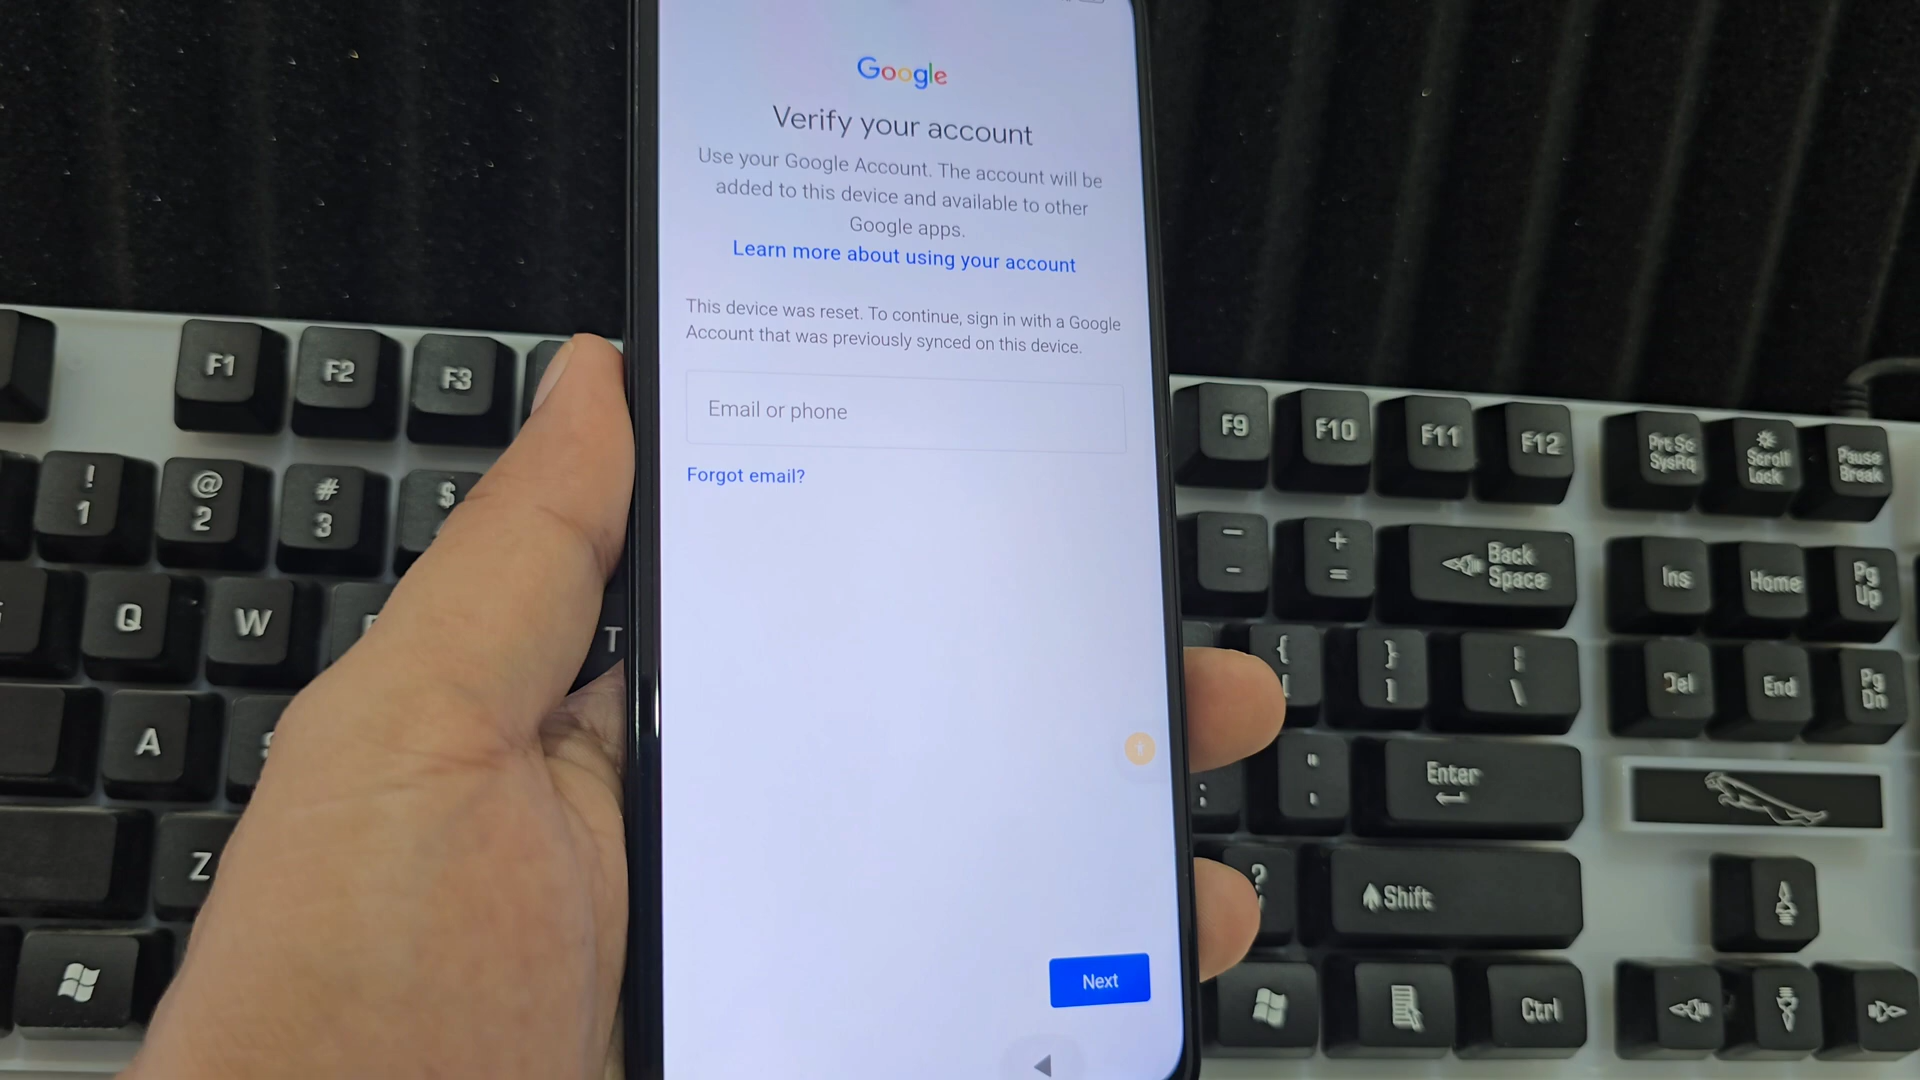 Google
Verify your account
Use your Google Account. The account will be
added to this device and available to other
Google apps.
Learn more about using your account
This device was reset. To continue, sign in with a Google
Account that was previously synced on this device.
Email or phone
Forgot email?
Next
F1
F2
F3
F9
F10
F11
F12
Prt Sc
SysRq
Scroll
Lock
Pause
Break
!
1
@
2
#
3
$
–
-
+
=
Back
Space
Ins
Home
Pg
Up
Q
W
T
{
[
}
]
¦
\
Del
End
Pg
Dn
A
;
"
'
Enter
Z
?
Shift
Ctrl